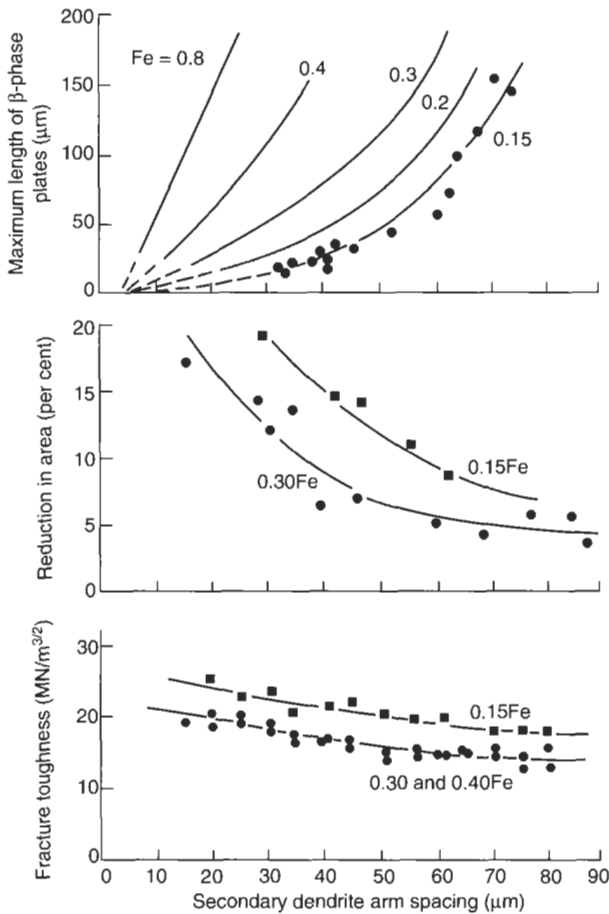 Maximum length of β-phase
plates (μm)
200
150
100
50
0
Fe = 0.8
0.4
0.3
0.2
0.15
Reduction in area (per cent)
20
15
10
5
0
0.15Fe
0.30Fe
Fracture toughness (MN/m^3/2)
30
20
10
0
0.15Fe
0.30 and 0.40Fe
0 10 20 30 40 50 60 70 80 90
Secondary dendrite arm spacing (μm)